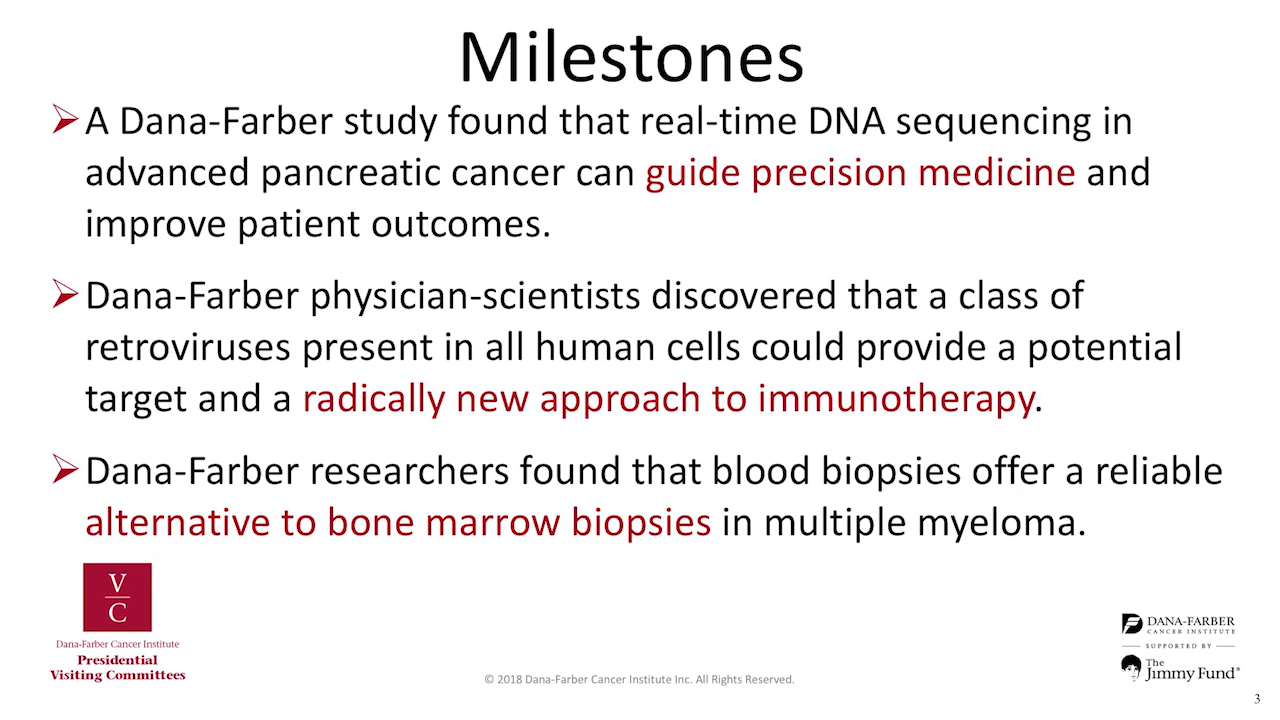 Milestones
A Dana-Farber study found that real-time DNA sequencing in
advanced pancreatic cancer can guide precision medicine and
improve patient outcomes.
Dana-Farber physician-scientists discovered that a class of
retroviruses present in all human cells could provide a potential
target and a radically new approach to immunotherapy.
Dana-Farber researchers found that blood biopsies offer a reliable
alternative to bone marrow biopsies in multiple myeloma.
V
C
Dana-Farber Cancer Institute
Presidential
Visiting Committees
© 2018 Dana-Farber Cancer Institute Inc. All Rights Reserved.
DANA-FARBER
CANCER INSTITUTE
SUPPORTED BY
The
Jimmy Fund®
3